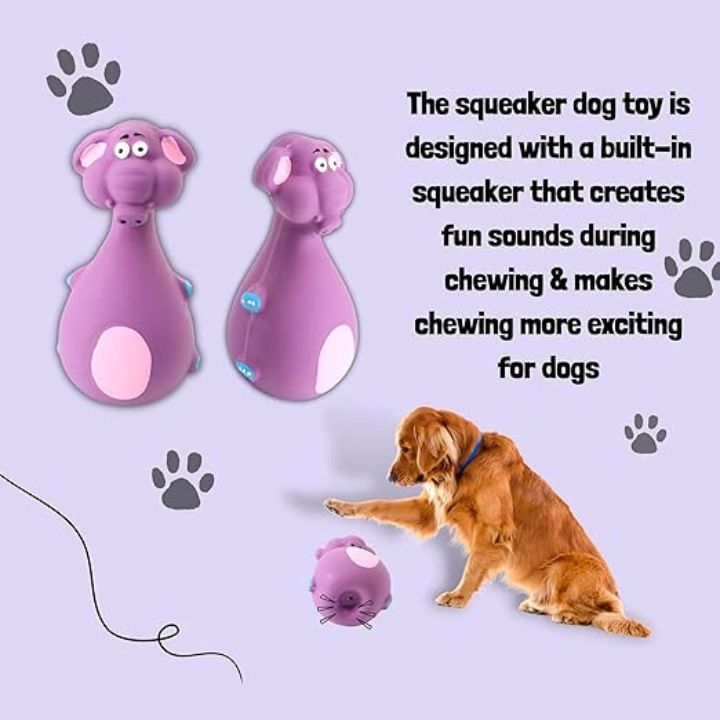 The squeaker dog toy is
designed with a built-in
squeaker that creates
fun sounds during
chewing & makes
chewing more exciting
for dogs